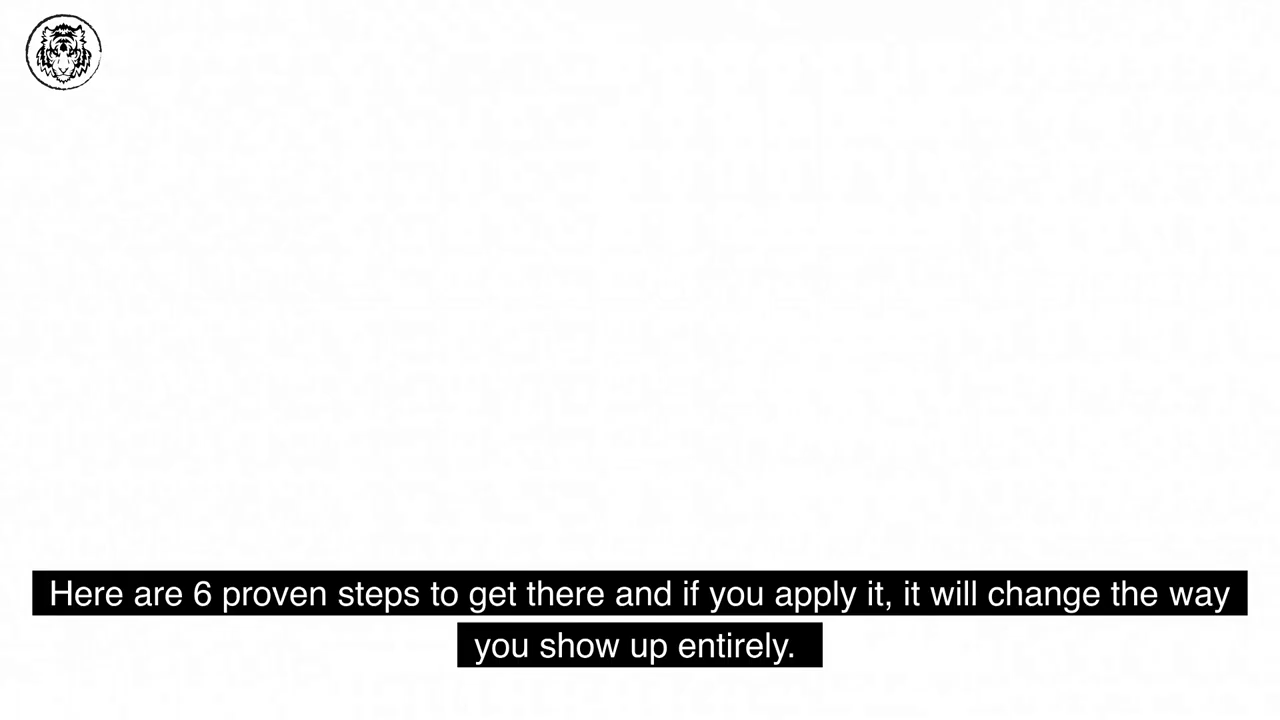 Here are 6 proven steps to get there and if you apply it, it will change the way
you show up entirely.